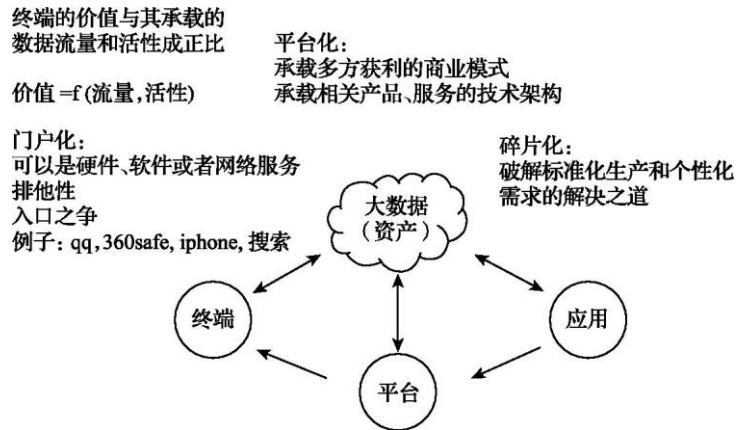 终端的价值与其承载的
数据流量和活性成正比
价值=f(流量,活性)
平台化：
承载多方获利的商业模式
承载相关产品、服务的技术架构
门户化：
可以是硬件、软件或者网络服务
排他性
入口之争
例子：qq,360safe, iphone, 搜索
碎片化：
破解标准化生产和个性化
需求的解决之道
大数据
（资产）
终端
应用
平台